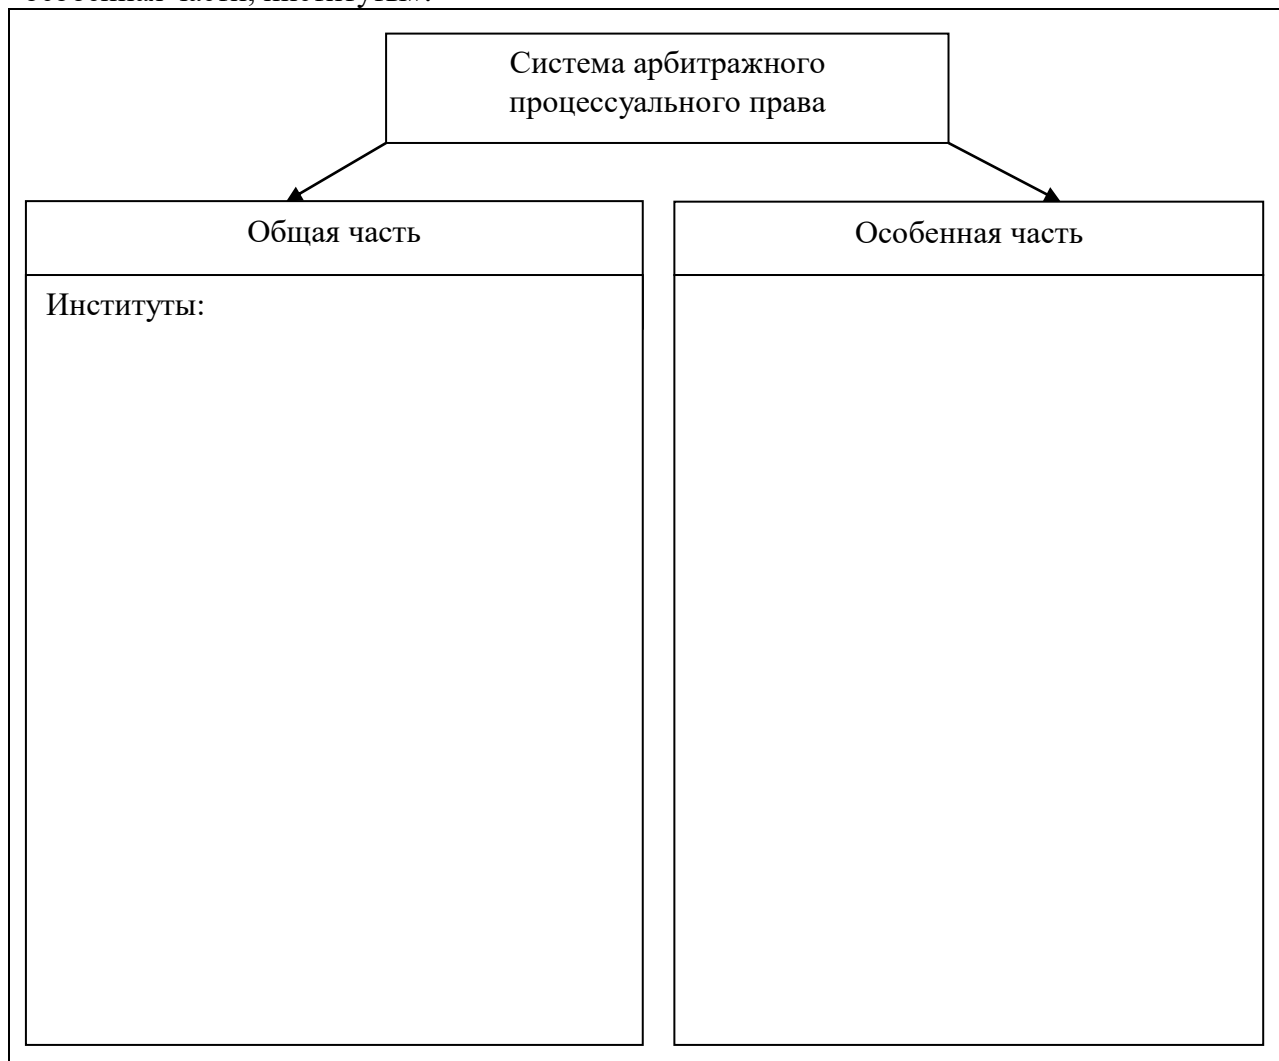 Система арбитражного
процессуального права
Общая часть
Особенная часть
Институты: